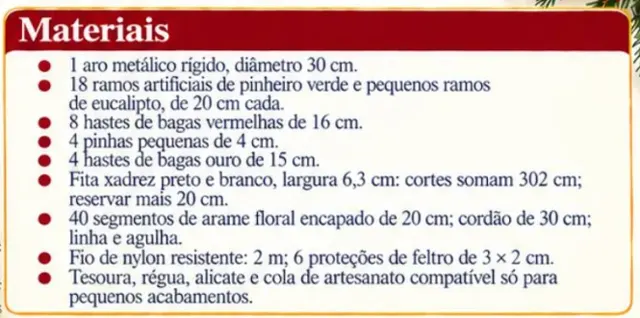 Materiais
1 aro metálico rígido, diâmetro 30 cm.
18 ramos artificiais de pinheiro verde e pequenos ramos
de eucalipto, de 20 cm cada.
8 hastes de bagas vermelhas de 16 cm.
4 pinhas pequenas de 4 cm.
4 hastes de bagas ouro de 15 cm.
Fita xadrez preto e branco, largura 6,3 cm: cortes somam 302 cm;
reservar mais 20 cm.
40 segmentos de arame floral encapado de 20 cm; cordão de 30 cm;
linha e agulha.
Fio de nylon resistente: 2 m; 6 proteções de feltro de 3 × 2 cm.
Tesoura, régua, alicate e cola de artesanato compatível só para
pequenos acabamentos.